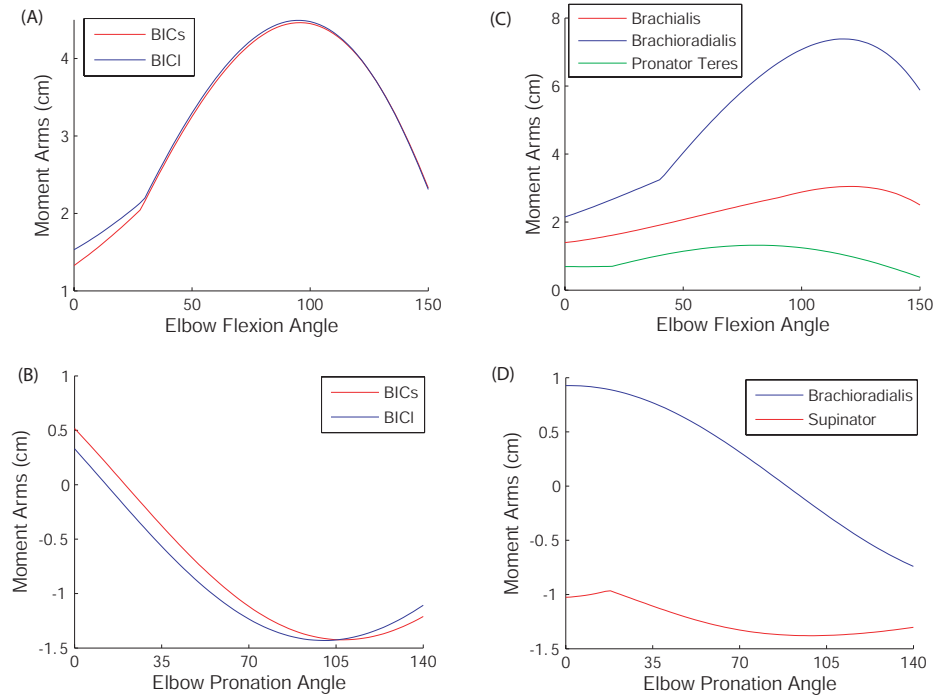 (A)
BICs
BICl
Moment Arms (cm)
4
3
2
1
0
50
100
150
Elbow Flexion Angle
(C)
Brachialis
Brachioradialis
Pronator Teres
Moment Arms (cm)
8
6
4
2
0
0
50
100
150
Elbow Flexion Angle
(B)
BICs
BICl
Moment Arms (cm)
1
0.5
0
-0.5
-1
-1.5
0
35
70
105
140
Elbow Pronation Angle
(D)
Brachioradialis
Supinator
Moment Arms (cm)
1
0.5
0
-0.5
-1
-1.5
0
35
70
105
140
Elbow Pronation Angle